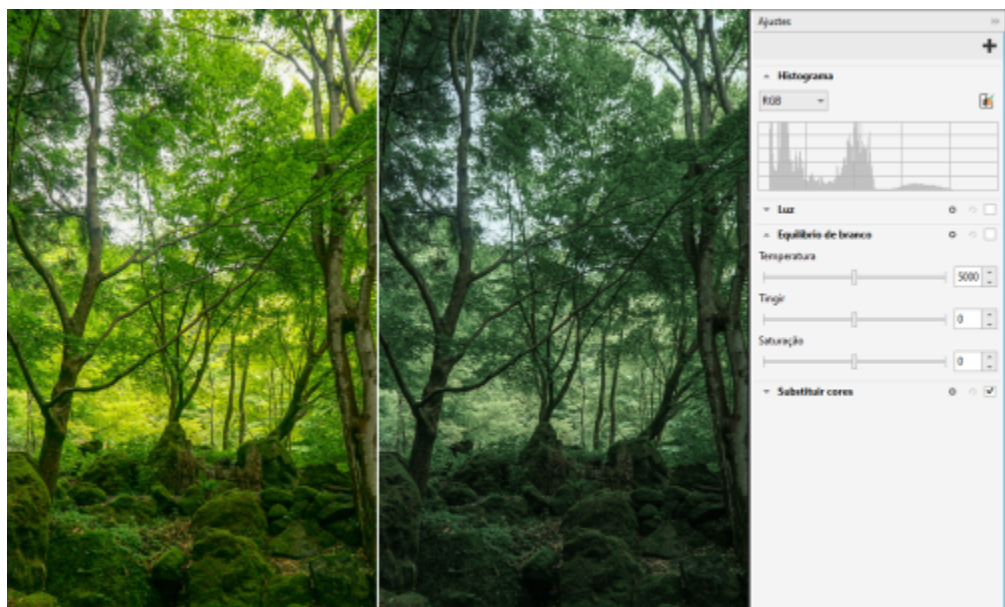 Ajustes
Histograma
RGB
Luz
Equilíbrio de branco
Temperatura
5000
Tingir
0
Saturação
0
Substituir cores